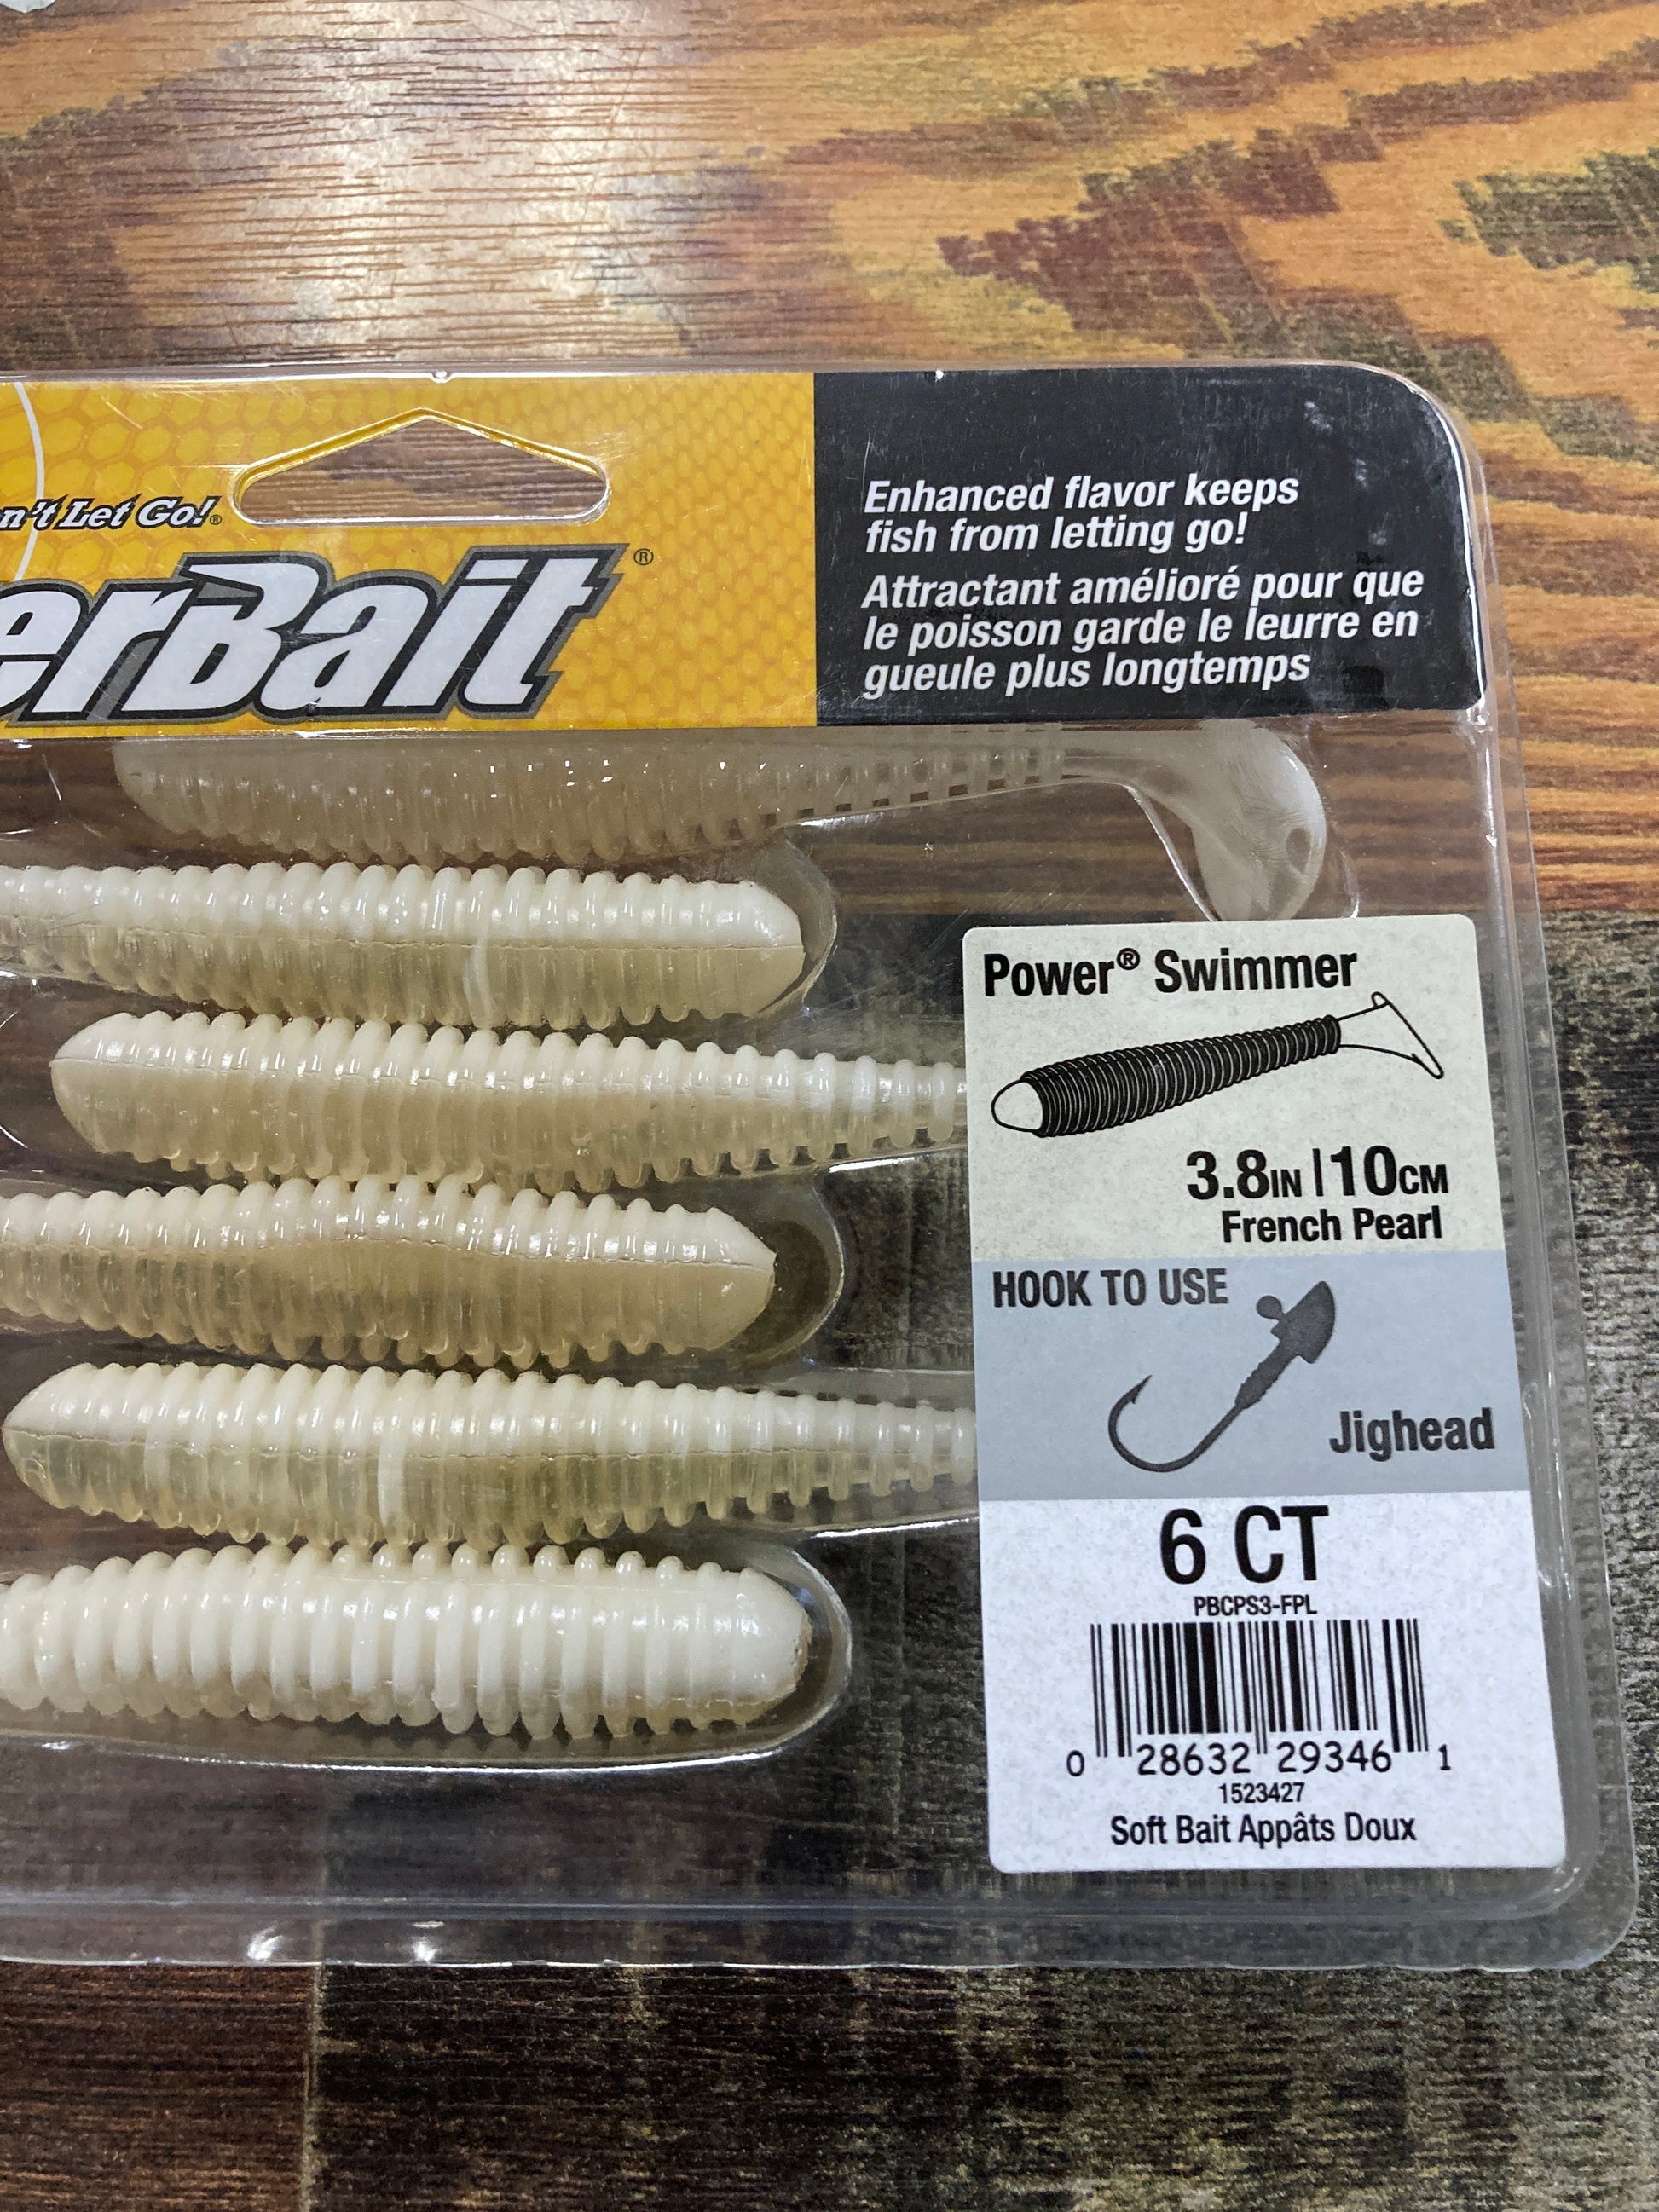 n't Let Go!®
erBait®
Enhanced flavor keeps
fish from letting go!
Attractant amélioré pour que
le poisson garde le leurre en
gueule plus longtemps
Power® Swimmer
3.8IN | 10CM
French Pearl
HOOK TO USE
Jighead
6 CT
PBCPS3-FPL
0 28632 29346 1
1523427
Soft Bait Appâts Doux